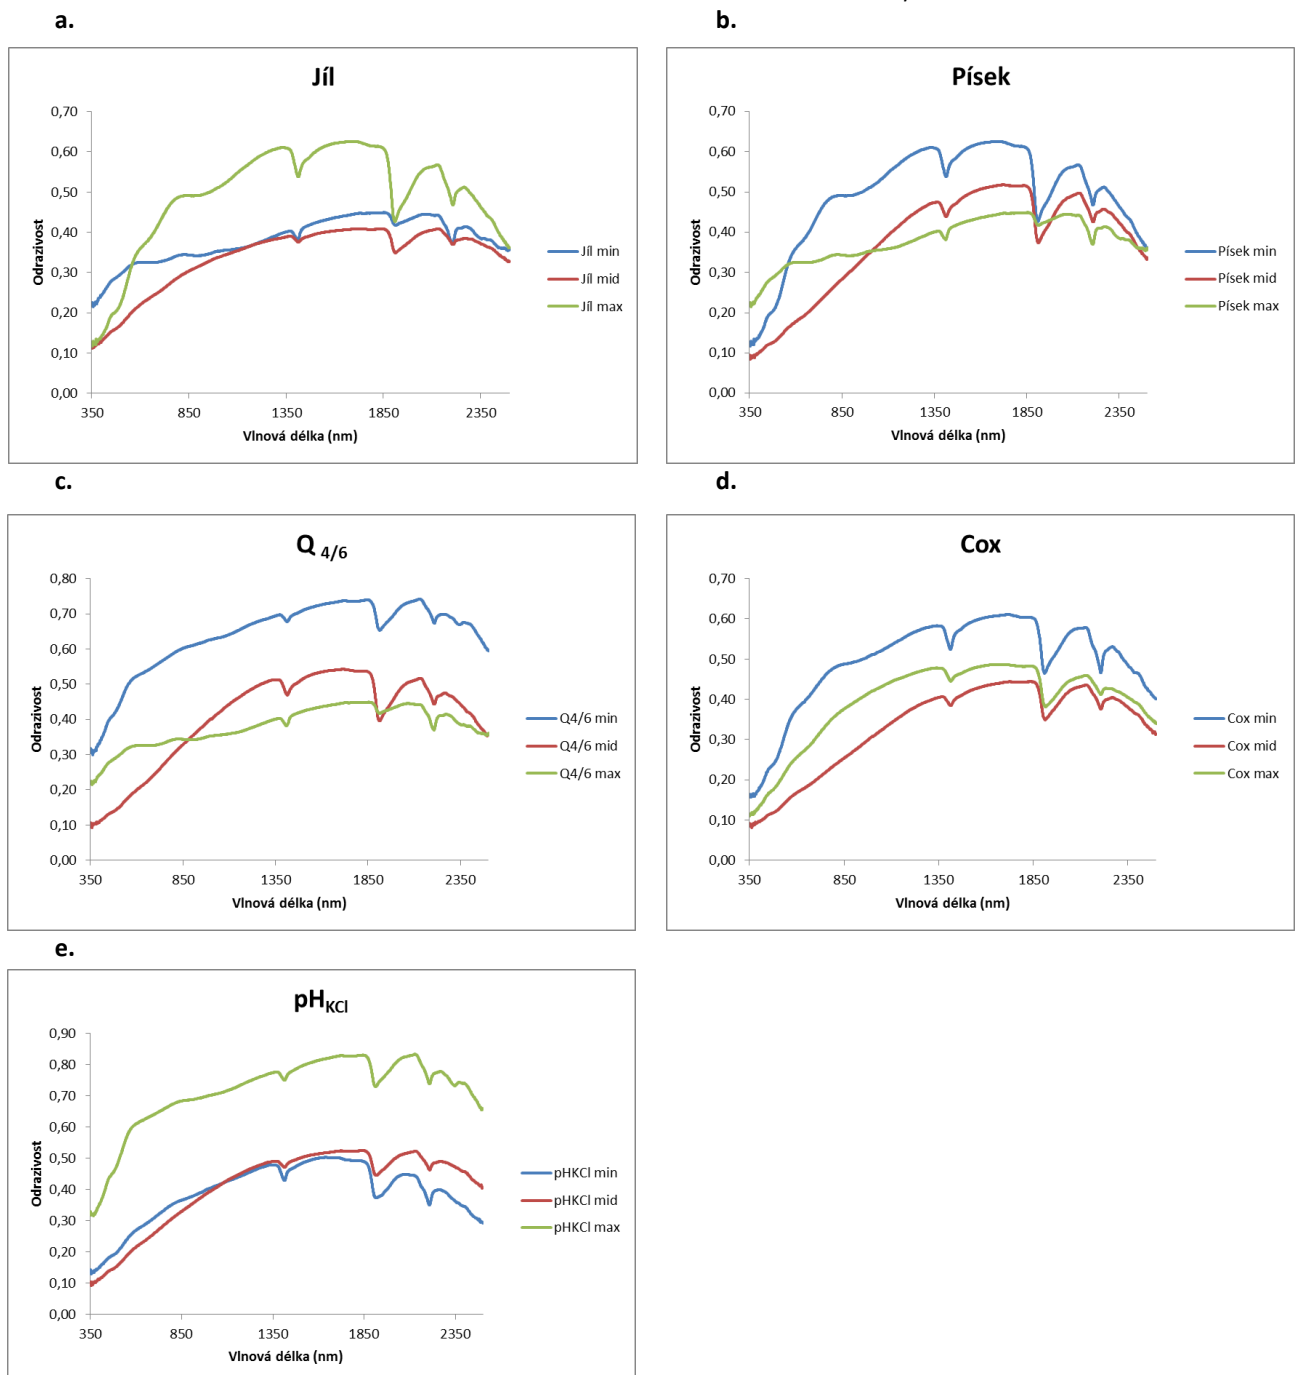 a.
Jíl
0,70
0,60
0,50
0,40
0,30
0,20
0,10
0,00
350 850 1350 1850 2350
Odrazivost
Vlnová délka (nm)
Jíl min
Jíl mid
Jíl max
b.
Písek
0,70
0,60
0,50
0,40
0,30
0,20
0,10
0,00
350 850 1350 1850 2350
Odrazivost
Vlnová délka (nm)
Písek min
Písek mid
Písek max
c.
Q 4/6
0,80
0,70
0,60
0,50
0,40
0,30
0,20
0,10
0,00
350 850 1350 1850 2350
Odrazivost
Vlnová délka (nm)
Q4/6 min
Q4/6 mid
Q4/6 max
d.
Cox
0,70
0,60
0,50
0,40
0,30
0,20
0,10
0,00
350 850 1350 1850 2350
Odrazivost
Vlnová délka (nm)
Cox min
Cox mid
Cox max
e.
pHKCl
0,90
0,80
0,70
0,60
0,50
0,40
0,30
0,20
0,10
0,00
350 850 1350 1850 2350
Odrazivost
Vlnová délka (nm)
pHKCl min
pHKCl mid
pHKCl max